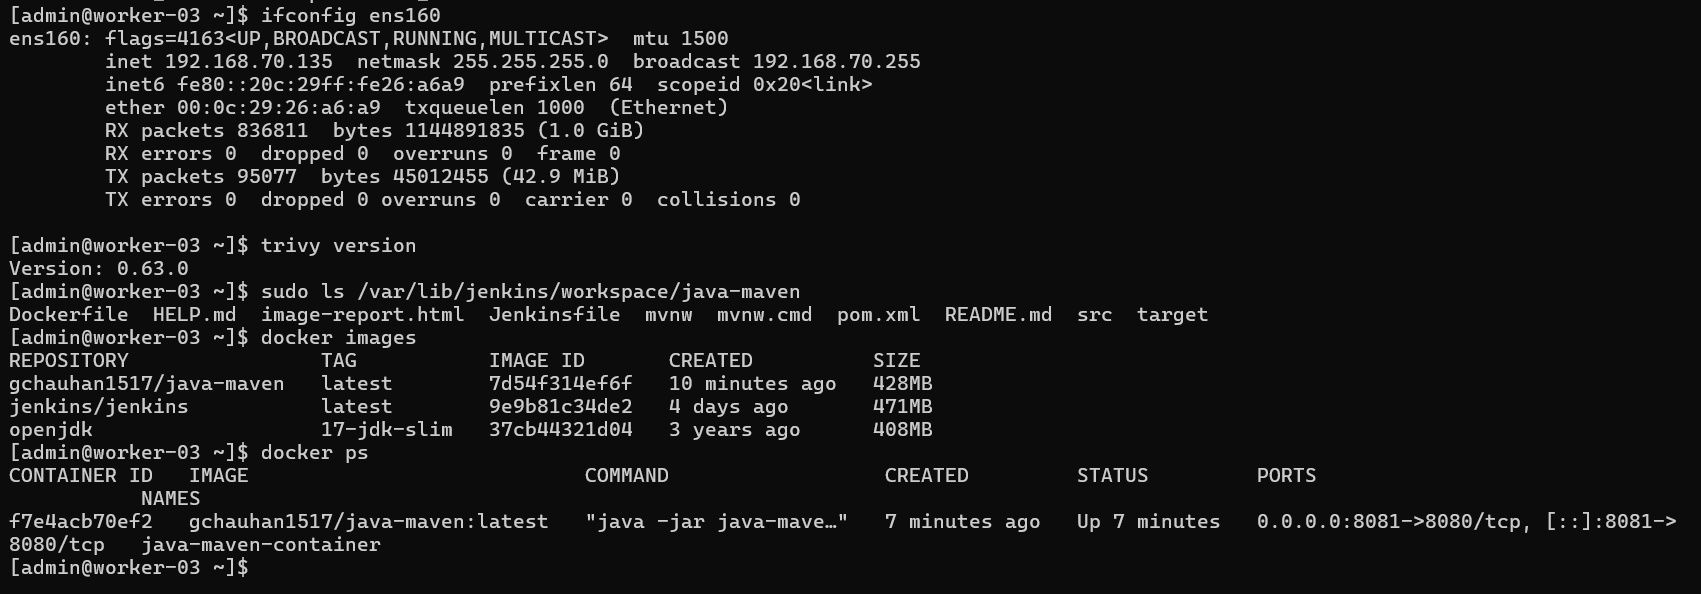 [admin@worker-03 ~]$ ifconfig ens160
ens160: flags=4163<UP,BROADCAST,RUNNING,MULTICAST>  mtu 1500
        inet 192.168.70.135  netmask 255.255.255.0  broadcast 192.168.70.255
        inet6 fe80::20c:29ff:fe26:a6a9  prefixlen 64  scopeid 0x20<link>
        ether 00:0c:29:26:a6:a9  txqueuelen 1000  (Ethernet)
        RX packets 836811  bytes 1144891835 (1.0 GiB)
        RX errors 0  dropped 0  overruns 0  frame 0
        TX packets 95077  bytes 45012455 (42.9 MiB)
        TX errors 0  dropped 0 overruns 0  carrier 0  collisions 0

[admin@worker-03 ~]$ trivy version
Version: 0.63.0
[admin@worker-03 ~]$ sudo ls /var/lib/jenkins/workspace/java-maven
Dockerfile  HELP.md  image-report.html  Jenkinsfile  mvnw  mvnw.cmd  pom.xml  README.md  src  target
[admin@worker-03 ~]$ docker images
REPOSITORY                TAG           IMAGE ID       CREATED          SIZE
gchauhan1517/java-maven   latest        7d54f314ef6f   10 minutes ago   428MB
jenkins/jenkins           latest        9e9b81c34de2   4 days ago       471MB
openjdk                   17-jdk-slim   37cb44321d04   3 years ago      408MB
[admin@worker-03 ~]$ docker ps
CONTAINER ID   IMAGE                            COMMAND                  CREATED         STATUS         PORTS
           NAMES
f7e4acb70ef2   gchauhan1517/java-maven:latest   "java -jar java-mave…"   7 minutes ago   Up 7 minutes   0.0.0.0:8081->8080/tcp, [::]:8081->
8080/tcp   java-maven-container
[admin@worker-03 ~]$